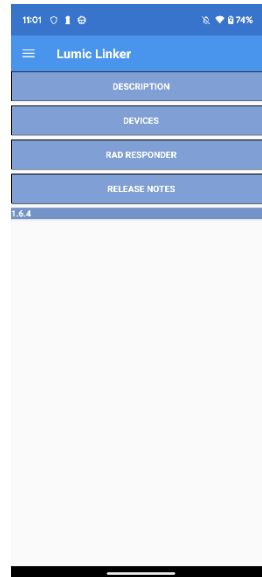 11:01 74%
Lumic Linker
DESCRIPTION
DEVICES
RAD RESPONDER
RELEASE NOTES
1.6.4